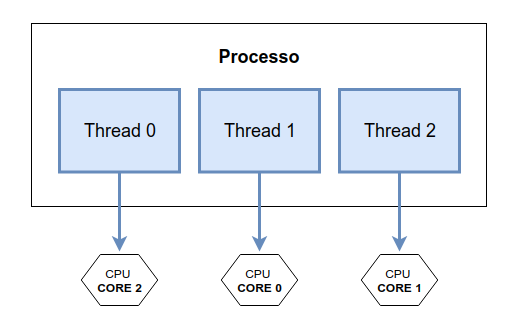 Processo
Thread 0
Thread 1
Thread 2
CPU
CORE 2
CPU
CORE 0
CPU
CORE 1